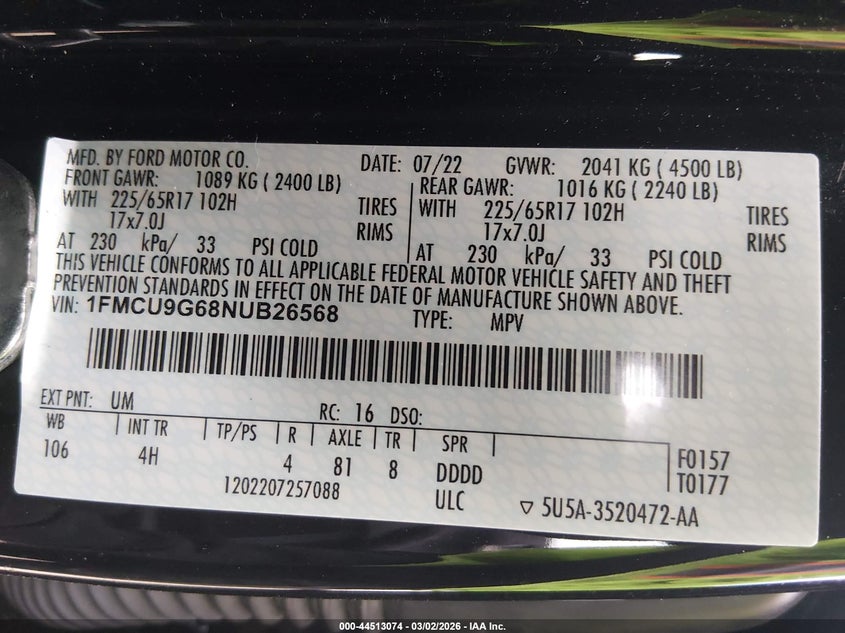 MFD. BY FORD MOTOR CO. DATE: 07/22 GVWR: 2041 KG ( 4500 LB)
FRONT GAWR: 1089 KG ( 2400 LB) REAR GAWR: 1016 KG ( 2240 LB)
WITH 225/65R17 102H TIRES WITH 225/65R17 102H TIRES
17x7.0J RIMS 17x7.0J RIMS
AT 230 kPa/ 33 PSI COLD AT 230 kPa/ 33 PSI COLD
THIS VEHICLE CONFORMS TO ALL APPLICABLE FEDERAL MOTOR VEHICLE SAFETY AND THEFT
PREVENTION STANDARDS IN EFFECT ON THE DATE OF MANUFACTURE SHOWN ABOVE.
VIN: 1FMCU9G68NUB26568 TYPE: MPV
EXT PNT: UM RC: 16 DSO:
WB INT TR TP/PS R AXLE TR SPR
106 4H 4 81 8 DDDD F0157
1202207257088 ULC T0177
▽ 5U5A-3520472-AA
000-44513074 - 03/02/2026 - IAA Inc.